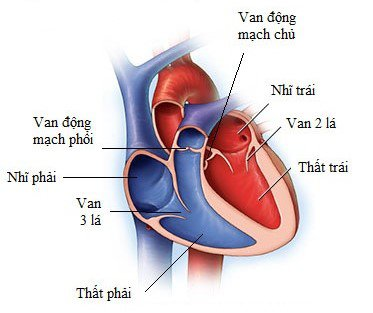 Van động
mạch chủ
Nhĩ trái
Van động
mạch phổi
Van 2 lá
Nhĩ phải
Thất trái
Van
3 lá
Thất phải